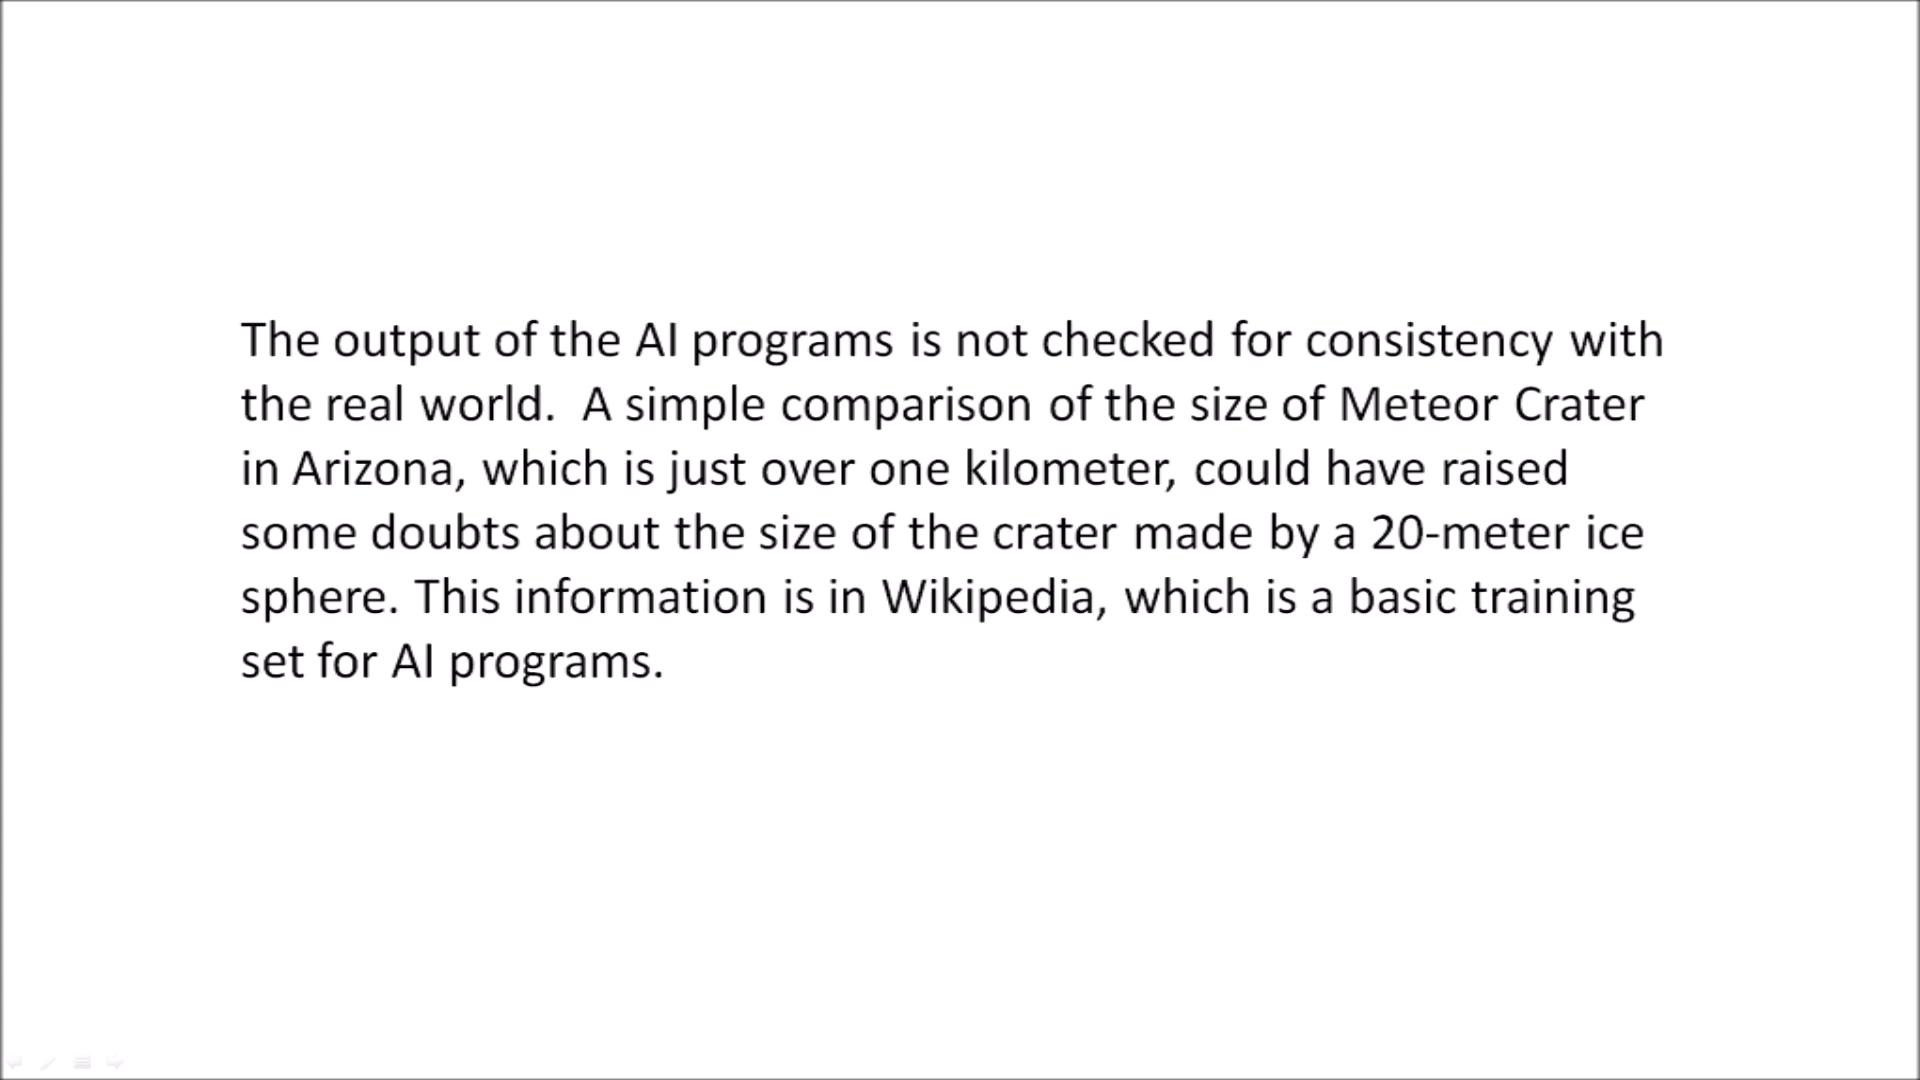 The output of the AI programs is not checked for consistency with
the real world.  A simple comparison of the size of Meteor Crater
in Arizona, which is just over one kilometer, could have raised
some doubts about the size of the crater made by a 20-meter ice
sphere. This information is in Wikipedia, which is a basic training
set for AI programs.